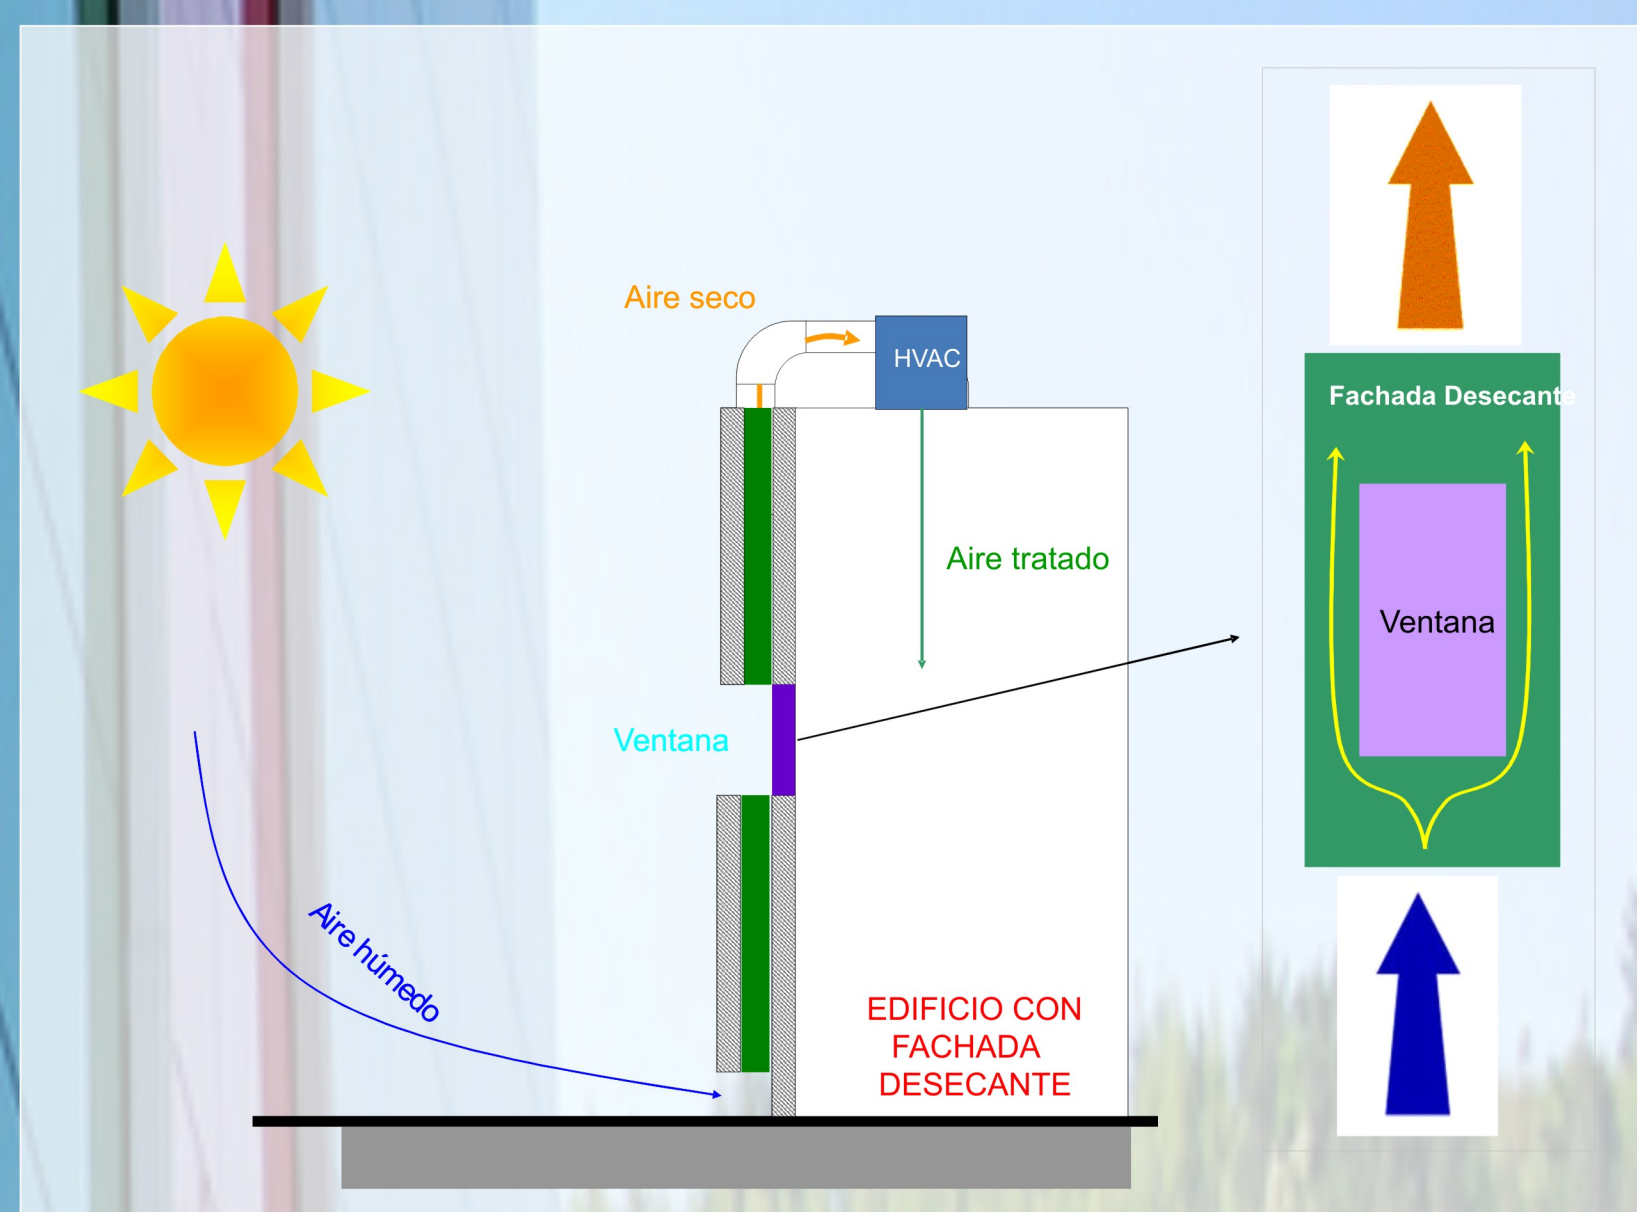 Aire seco
HVAC
Fachada Desecante
Aire tratado
Ventana
Ventana
Aire húmedo
EDIFICIO CON
FACHADA
DESECANTE